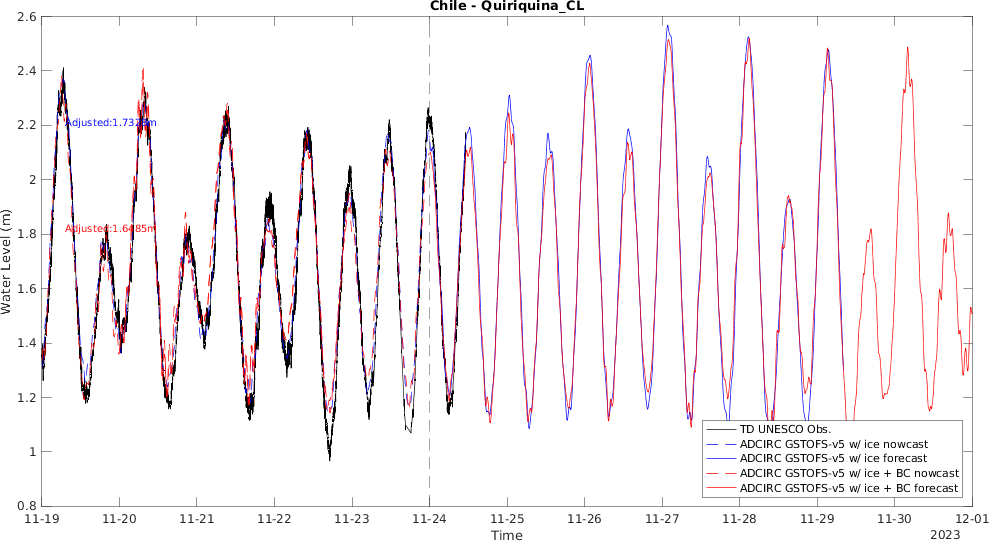 Chile - Quiriquina_CL
Water Level (m)
2.6
2.4
2.2
2
1.8
1.6
1.4
1.2
1
0.8
Adjusted:1.6485m
TD UNESCO Obs.
ADCIRC GSTOFS-v5 w/ ice nowcast
ADCIRC GSTOFS-v5 w/ ice forecast
ADCIRC GSTOFS-v5 w/ ice + BC nowcast
ADCIRC GSTOFS-v5 w/ ice + BC forecast
11-19 11-20 11-21 11-22 11-23 11-24 11-25 11-26 11-27 11-28 11-29 11-30 12-01
Time
2023